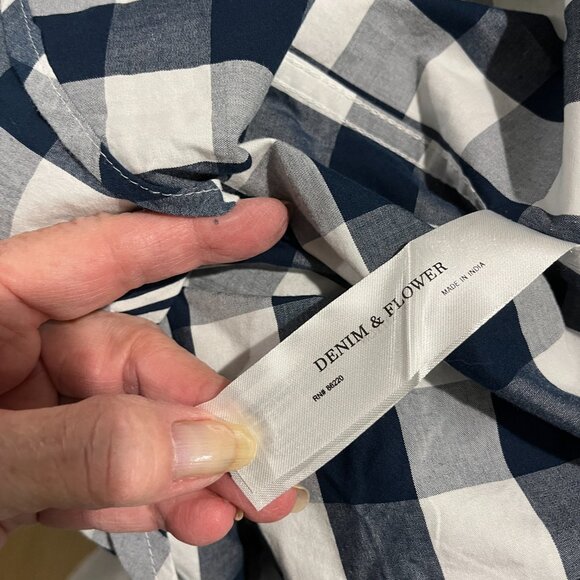 DENIM & FLOWER
RN# 86220
MADE IN INDIA